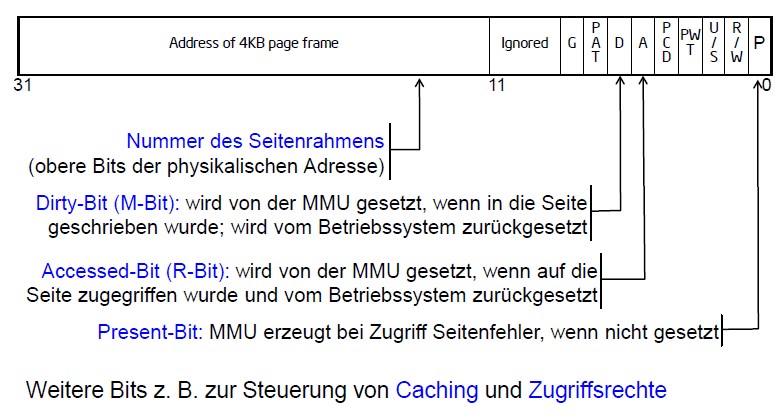 Address of 4KB page frame Ignored G PAT D A PCD PWT U/S R/W P
31 11 0
Nummer des Seitenrahmens
(obere Bits der physikalischen Adresse)
Dirty-Bit (M-Bit): wird von der MMU gesetzt, wenn in die Seite
geschrieben wurde; wird vom Betriebssystem zurückgesetzt
Accessed-Bit (R-Bit): wird von der MMU gesetzt, wenn auf die
Seite zugegriffen wurde und vom Betriebssystem zurückgesetzt
Present-Bit: MMU erzeugt bei Zugriff Seitenfehler, wenn nicht gesetzt
Weitere Bits z. B. zur Steuerung von Caching und Zugriffsrechte